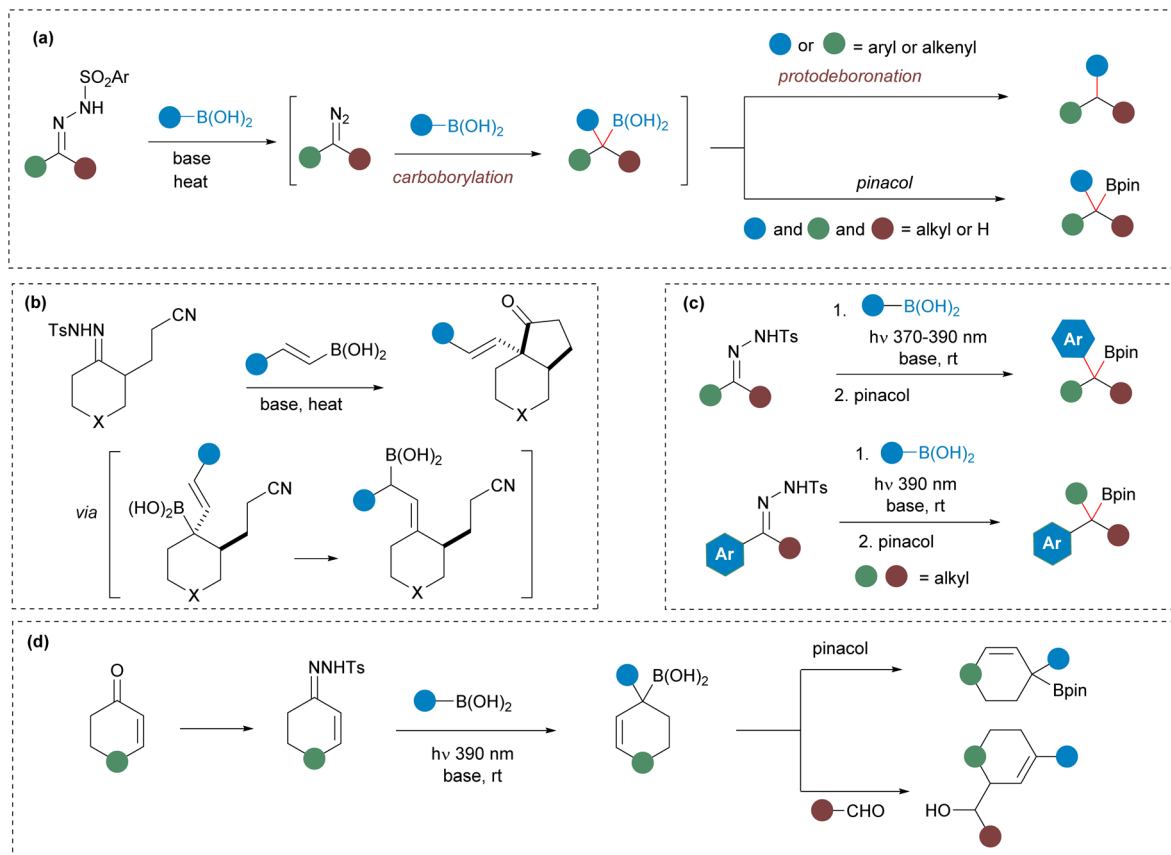 (a)
SO2Ar
NH
N
B(OH)2
base
heat
N2
B(OH)2
carboborylation
B(OH)2
or = aryl or alkenyl
protodeboronation
pinacol
and and = alkyl or H
Bpin
(b)
TsNHN
CN
X
B(OH)2
base, heat
O
X
via
(HO)2B
CN
X
B(OH)2
CN
X
(c)
NHTs
N
1. B(OH)2
hν 370-390 nm
base, rt
2. pinacol
Ar
Bpin
NHTs
N
Ar
1. B(OH)2
hν 390 nm
base, rt
2. pinacol
= alkyl
Bpin
Ar
(d)
O
NNHTs
B(OH)2
hν 390 nm
base, rt
B(OH)2
pinacol
CHO
Bpin
HO